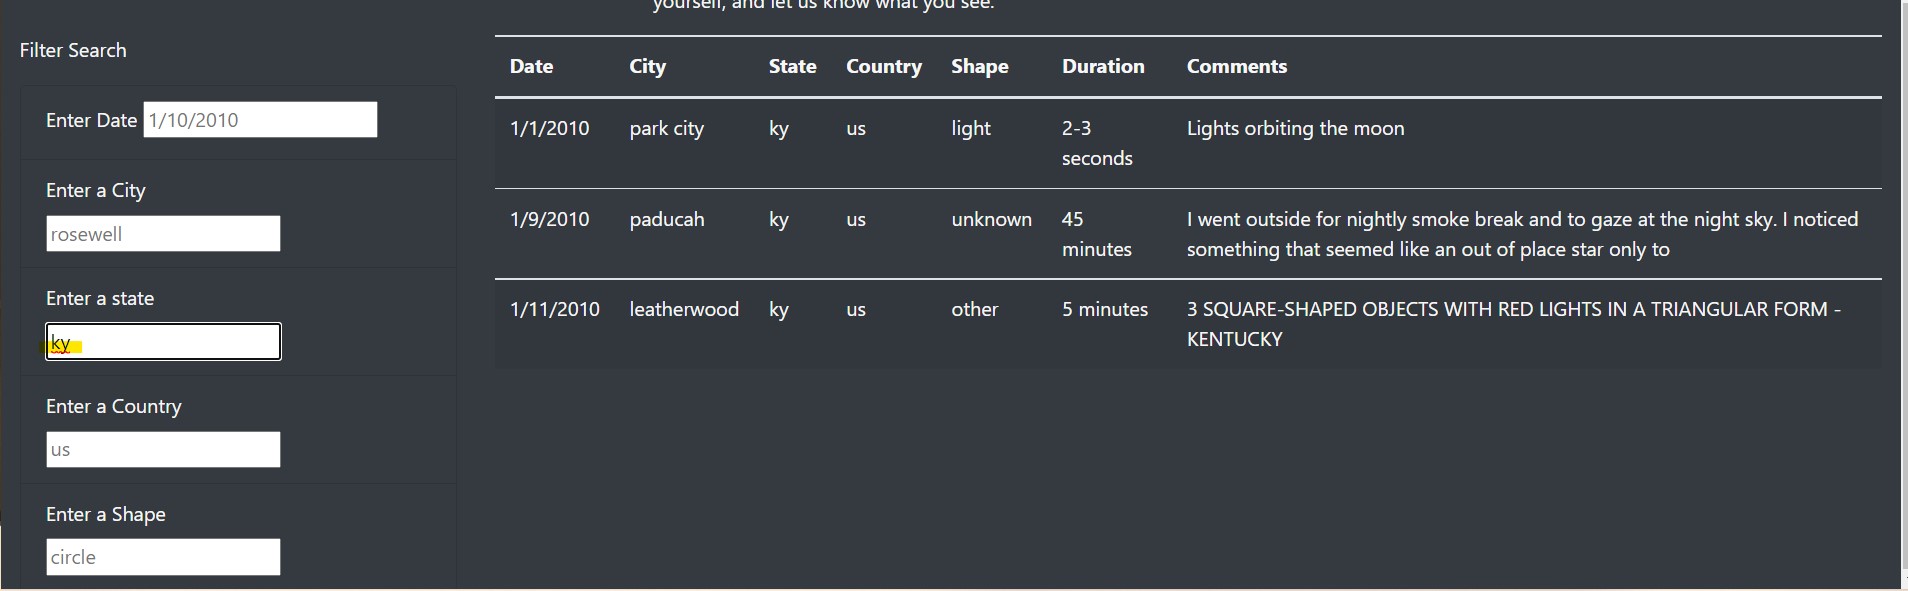 yourself, and let us know what you see.
Filter Search
Enter Date 1/10/2010
Enter a City
rosewell
Enter a state
ky
Enter a Country
us
Enter a Shape
circle
Date City State Country Shape Duration Comments
1/1/2010 park city ky us light 2-3 Lights orbiting the moon
seconds
1/9/2010 paducah ky us unknown 45 I went outside for nightly smoke break and to gaze at the night sky. I noticed
minutes something that seemed like an out of place star only to
1/11/2010 leatherwood ky us other 5 minutes 3 SQUARE-SHAPED OBJECTS WITH RED LIGHTS IN A TRIANGULAR FORM -
KENTUCKY